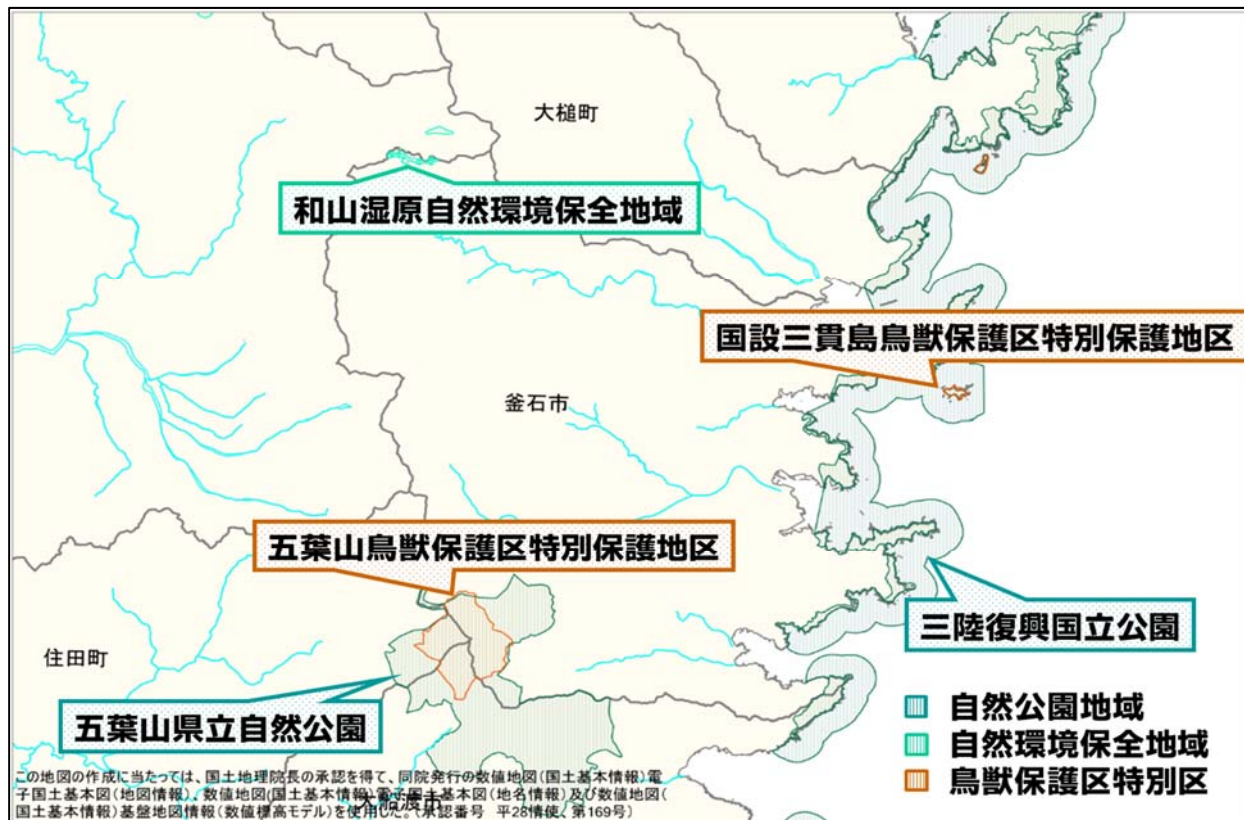 大槌町
和山湿原自然環境保全地域
国設三貫島鳥獣保護区特別保護地区
釜石市
五葉山鳥獣保護区特別保護地区
三陸復興国立公園
住田町
五葉山県立自然公園
自然公園地域
自然環境保全地域
鳥獣保護区特別区
大船渡市
この地図の作成に当たっては、国土地理院長の承認を得て、同院発行の数値地図(国土基本情報)電
子国土基本図(地図情報)、数値地図(国土基本情報)電子国土基本図(地名情報)及び数値地図(
国土基本情報)基盤地図情報(数値標高モデル)を使用した。(承認番号 平28情使、第169号)